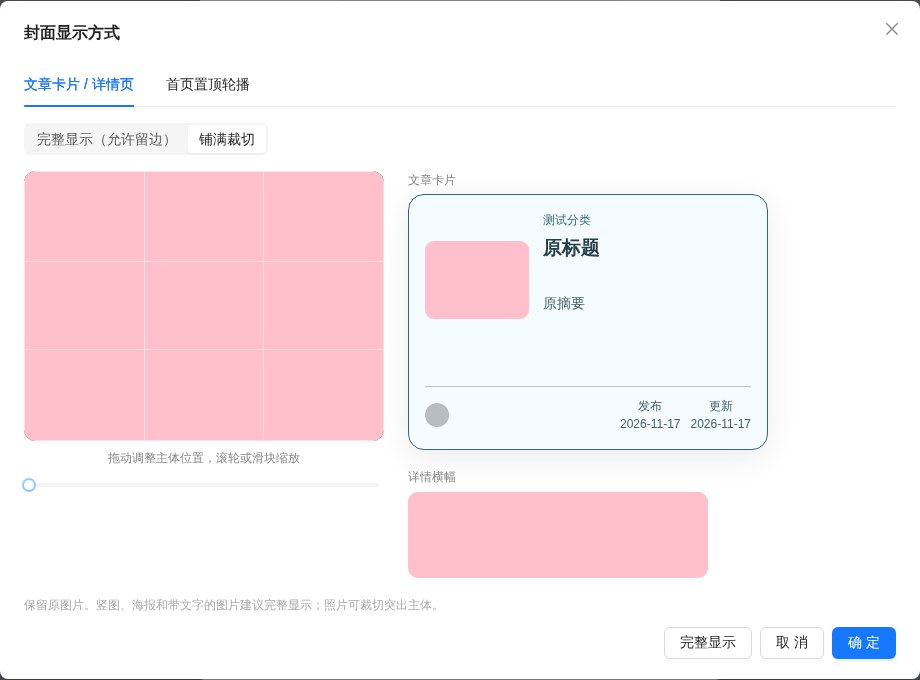 封面显示方式
文章卡片 / 详情页
首页置顶轮播
完整显示（允许留边）
铺满裁切
文章卡片
测试分类
原标题
原摘要
发布
更新
2026-11-17
2026-11-17
拖动调整主体位置，滚轮或滑块缩放
详情横幅
保留原图片。竖图、海报和带文字的图片建议完整显示；照片可裁切突出主体。
完整显示
取 消
确 定